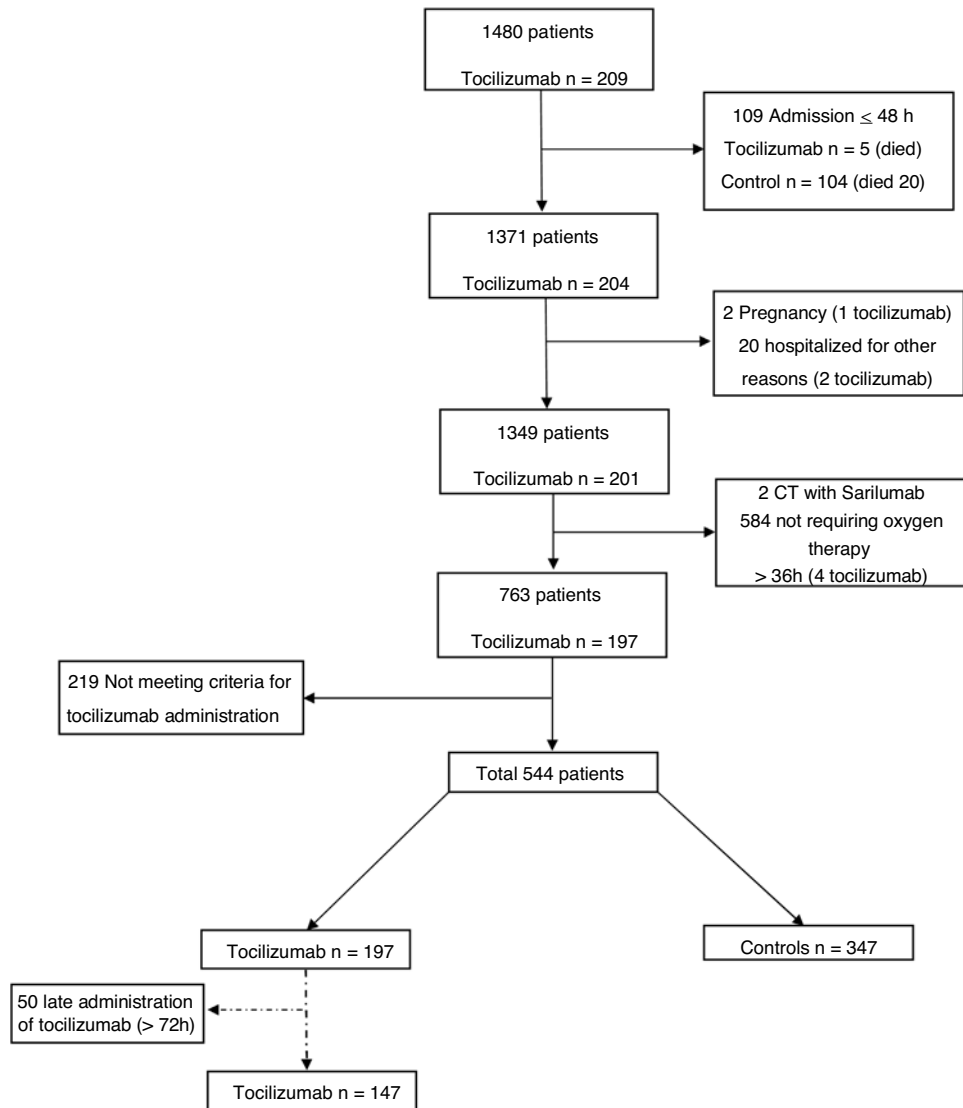 1480 patients
Tocilizumab n = 209
109 Admission ≤ 48 h
Tocilizumab n = 5 (died)
Control n = 104 (died 20)
1371 patients
Tocilizumab n = 204
2 Pregnancy (1 tocilizumab)
20 hospitalized for other
reasons (2 tocilizumab)
1349 patients
Tocilizumab n = 201
2 CT with Sarilumab
584 not requiring oxygen
therapy
> 36h (4 tocilizumab)
763 patients
Tocilizumab n = 197
219 Not meeting criteria for
tocilizumab administration
Total 544 patients
Tocilizumab n = 197
Controls n = 347
50 late administration
of tocilizumab (> 72h)
Tocilizumab n = 147